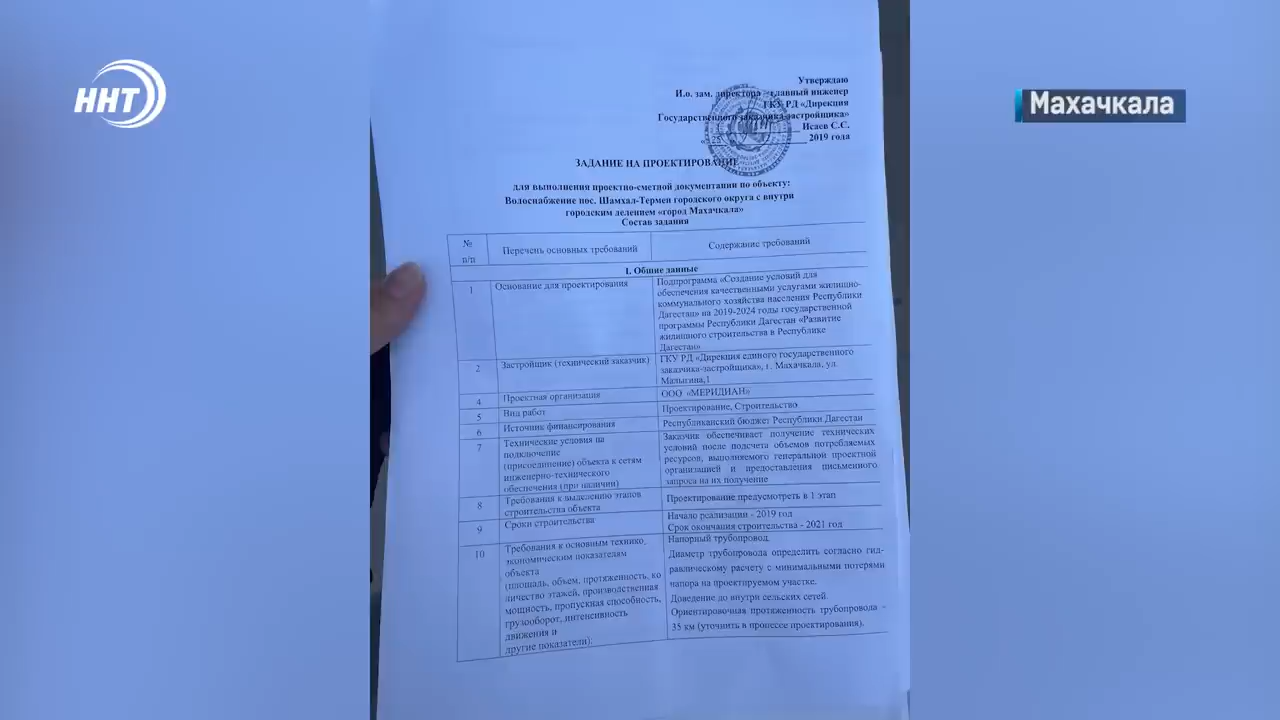 ННТ
Махачкала
Утверждаю
И.о. зам. директора – главный инженер
ГКУ РД «Дирекция
Государственного заказчика-застройщика»
Исаев С.С.
« 25 2019 года
ЗАДАНИЕ НА ПРОЕКТИРОВАНИЕ
для выполнения проектно-сметной документации по объекту:
Водоснабжение пос. Шамхал-Термен городского округа с внутри
городским делением «город Махачкала»
Состав задания
№ п/п Перечень основных требований Содержание требований
I. Общие данные
1 Основание для проектирования Подпрограмма «Создание условий для
обеспечения качественными услугами жилищно-
коммунального хозяйства населения Республики
Дагестан» на 2019-2024 годы государственной
программы Республики Дагестан «Развитие
жилищного строительства в Республике
Дагестан»
2 Застройщик (технический заказчик) ГКУ РД «Дирекция единого государственного
заказчика-застройщика», г. Махачкала, ул.
Малыгина,1
4 Проектная организация ООО «МЕРИДИАН»
5 Вид работ Проектирование, Строительство
6 Источник финансирования Республиканский бюджет Республики Дагестан
7 Технические условия на
подключение
(присоединение) объекта к сетям
инженерно-технического
обеспечения (при наличии)
Заказчик обеспечивает получение технических
условий после подсчета объемов потребляемых
ресурсов, выполняемого генеральной проектной
организацией и предоставления письменного
запроса на их получение
8 Требования к выделению этапов
строительства объекта
Проектирование предусмотреть в 1 этап
9 Сроки строительства Начало реализации - 2019 год
Срок окончания строительства - 2021 год
10 Требования к основным технико.
экономическим показателям
объекта
(площадь, объем, протяженность, ко
личество этажей, производственная
мощность, пропускная способность,
грузооборот, интенсивность
движения и
другие показатели):
Напорный трубопровод.
Диаметр трубопровода определить согласно гид-
равлическому расчету с минимальными потерями
напора на проектируемом участке.
Доведение до внутри сельских сетей.
Ориентировочная протяженность трубопровода –
35 км (уточнить в процессе проектирования).